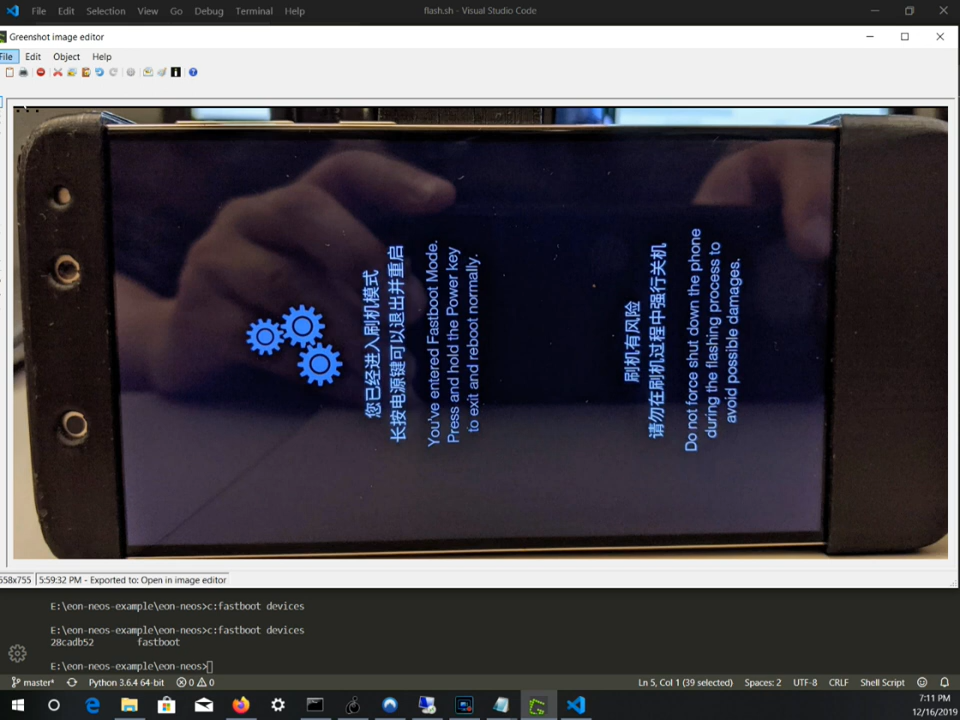 File Edit Selection View Go Debug Terminal Help
flash.sh - Visual Studio Code
Greenshot image editor
File Edit Object Help
您已经进入刷机模式
长按电源键可以退出并重启
You've entered Fastboot Mode.
Press and hold the Power key
to exit and reboot normally.
刷机有风险
请勿在刷机过程中强行关机
Do not force shut down the phone
during the flashing process to
avoid possible damages.
558x755 5:59:32 PM - Exported to: Open in image editor
E:\eon-neos-example\eon-neos>c:fastboot devices
E:\eon-neos-example\eon-neos>c:fastboot devices
28cadb52 fastboot
E:\eon-neos-example\eon-neos>
master* Python 3.6.4 64-bit 0 0 Ln 5, Col 1 (39 selected) Spaces: 2 UTF-8 CRLF Shell Script
7:11 PM
12/16/2019